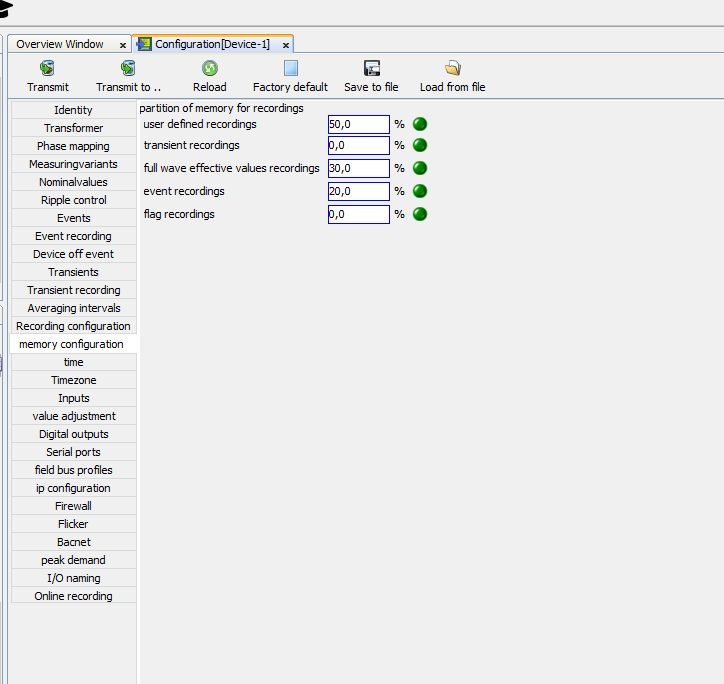 Overview Window x Configuration[Device-1] x
Transmit Transmit to .. Reload Factory default Save to file Load from file
Identity
Transformer
Phase mapping
Measuringvariants
Nominalvalues
Ripple control
Events
Event recording
Device off event
Transients
Transient recording
Averaging intervals
Recording configuration
memory configuration
time
Timezone
Inputs
value adjustment
Digital outputs
Serial ports
field bus profiles
ip configuration
Firewall
Flicker
Bacnet
peak demand
I/O naming
Online recording
partition of memory for recordings
user defined recordings 50,0 %
transient recordings 0,0 %
full wave effective values recordings 30,0 %
event recordings 20,0 %
flag recordings 0,0 %